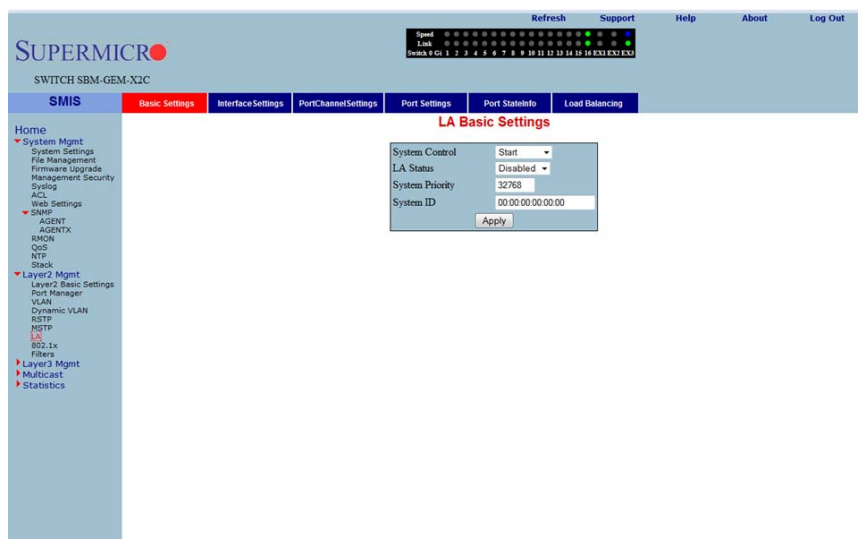 Refresh Support Help About Log Out
Speed
Link
Switch 0 Gi 1 2 3 4 5 6 7 8 9 10 11 12 13 14 15 16 EX1 EX2 EX3
SUPERMICRO
SWITCH SBM-GEM-X2C
SMIS
Basic Settings InterfaceSettings PortChannelSettings Port Settings Port StateInfo Load Balancing
LA Basic Settings
System Control Start
LA Status Disabled
System Priority 32768
System ID 00:00:00:00:00:00
Apply
Home
System Mgmt
System Settings
File Management
Firmware Upgrade
Management Security
Syslog
ACL
Web Settings
SNMP
AGENT
AGENTX
RMON
QoS
NTP
Stack
Layer2 Mgmt
Layer2 Basic Settings
Port Manager
VLAN
Dynamic VLAN
RSTP
MSTP
LA
802.1x
Filters
Layer3 Mgmt
Multicast
Statistics